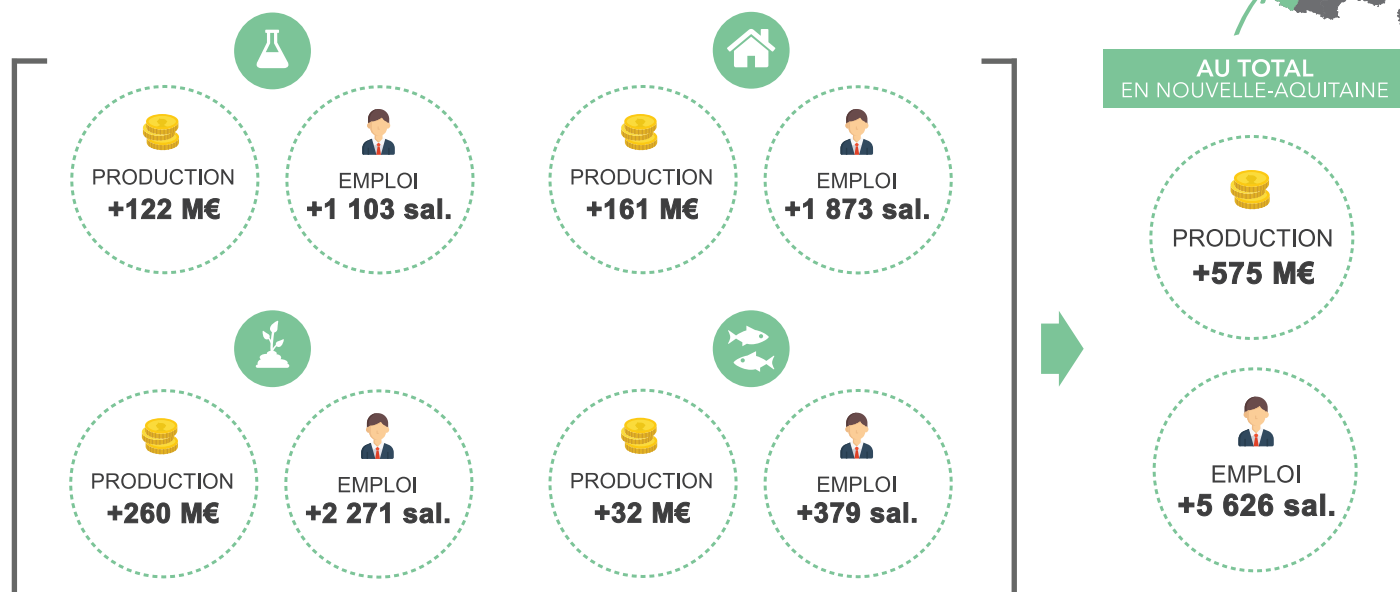 PRODUCTION
+122 M€
EMPLOI
+1 103 sal.
PRODUCTION
+161 M€
EMPLOI
+1 873 sal.
PRODUCTION
+260 M€
EMPLOI
+2 271 sal.
PRODUCTION
+32 M€
EMPLOI
+379 sal.
AU TOTAL
EN NOUVELLE-AQUITAINE
PRODUCTION
+575 M€
EMPLOI
+5 626 sal.